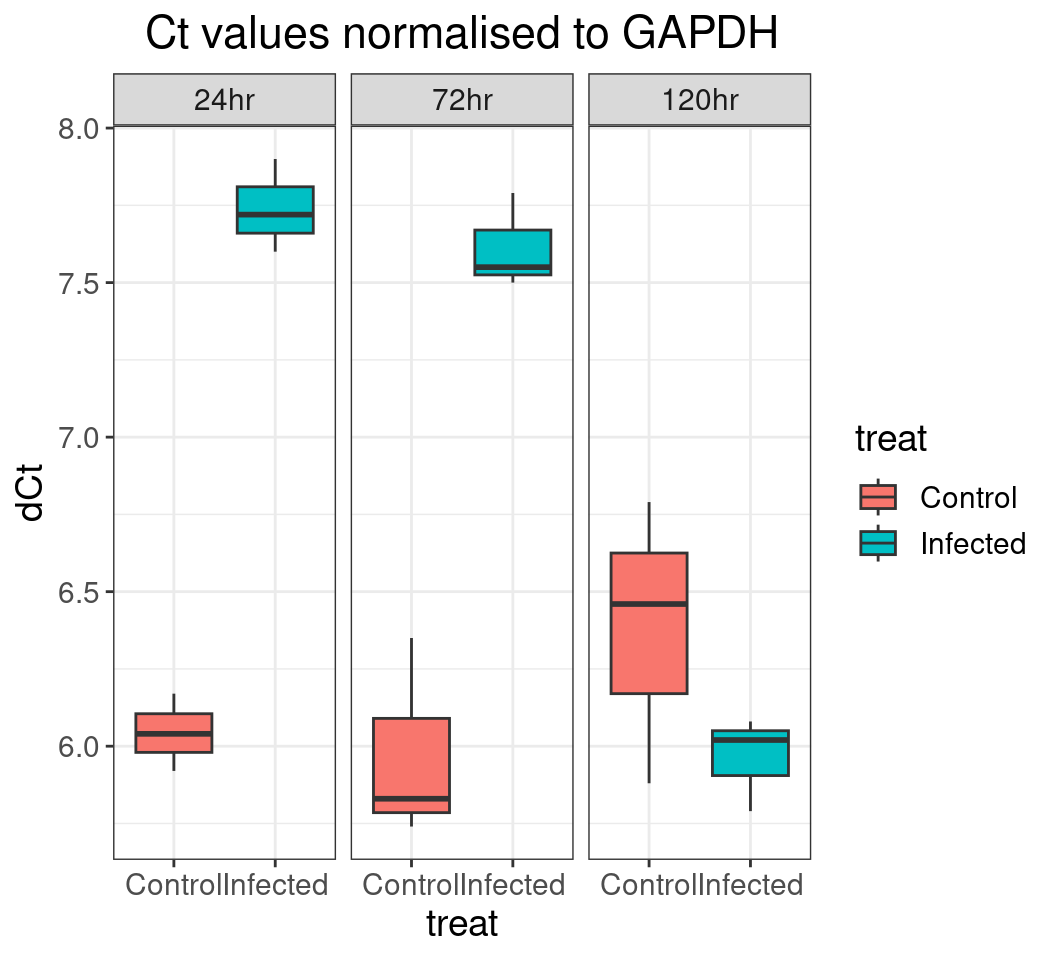 Ct values normalised to GAPDH
24hr 72hr 120hr
8.0
7.5
7.0
6.5
6.0
dCt
Control Infected Control Infected Control Infected
treat
treat
Control
Infected